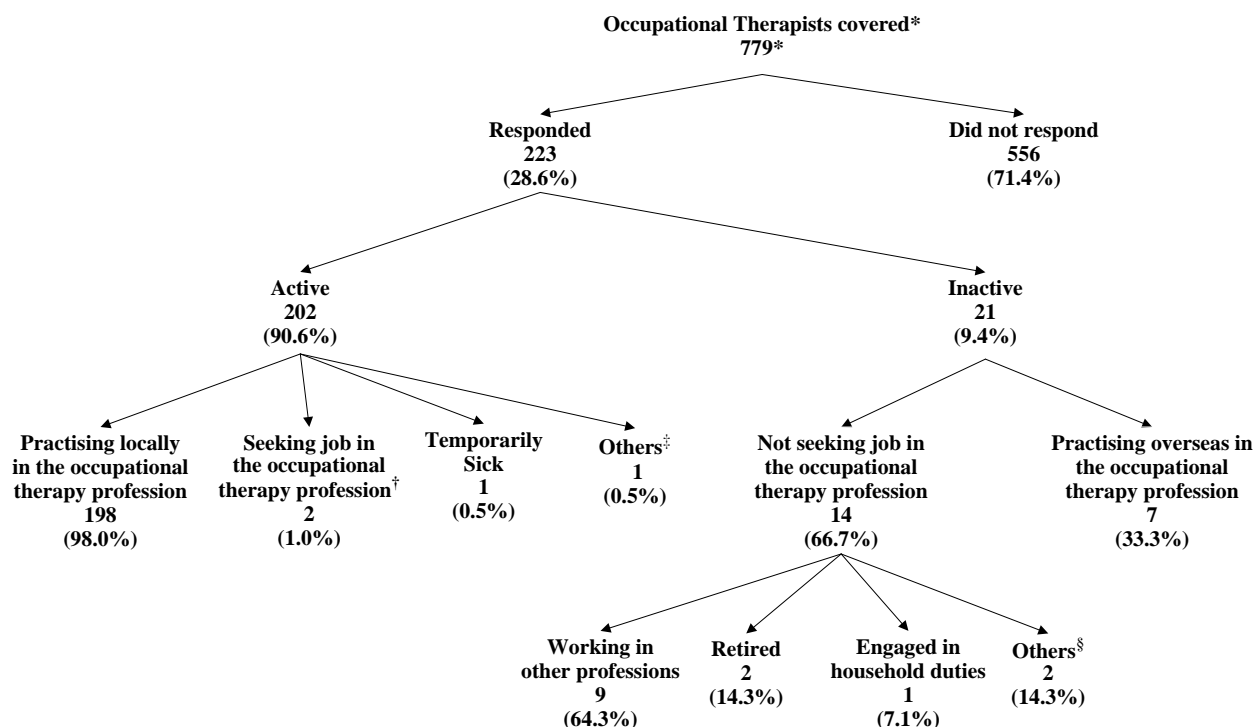 Occupational Therapists covered*
779*
Responded
223
(28.6%)
Did not respond
556
(71.4%)
Active
202
(90.6%)
Inactive
21
(9.4%)
Practising locally
in the occupational
therapy profession
198
(98.0%)
Seeking job in
the occupational
therapy profession†
2
(1.0%)
Temporarily
Sick
1
(0.5%)
Others‡
1
(0.5%)
Not seeking job in
the occupational
therapy profession
14
(66.7%)
Practising overseas in
the occupational
therapy profession
7
(33.3%)
Working in
other professions
9
(64.3%)
Retired
2
(14.3%)
Engaged in
household duties
1
(7.1%)
Others§
2
(14.3%)